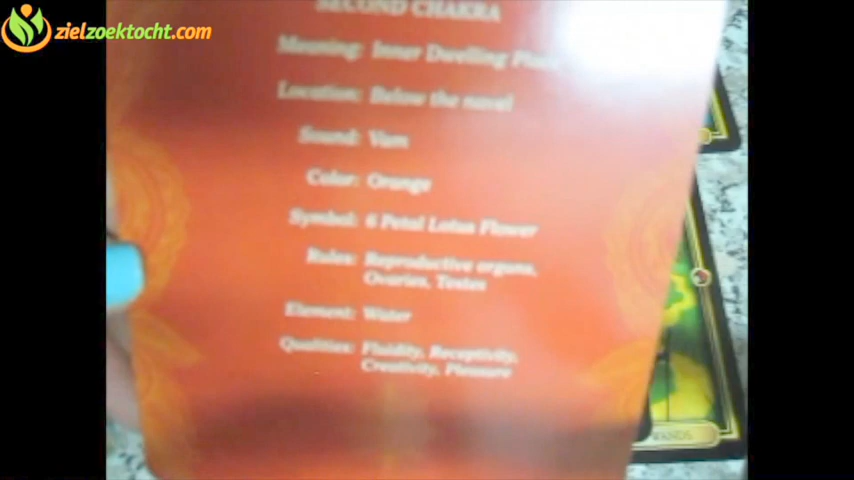 zielzoektocht.com
SECOND CHAKRA
Meaning: Inner Dwelling Place
Location: Below the navel
Sound: Vam
Color: Orange
Symbol: 6 Petal Lotus Flower
Rules: Reproductive organs,
Ovaries, Testes
Element: Water
Qualities: Fluidity, Receptivity,
Creativity, Pleasure
WANDS